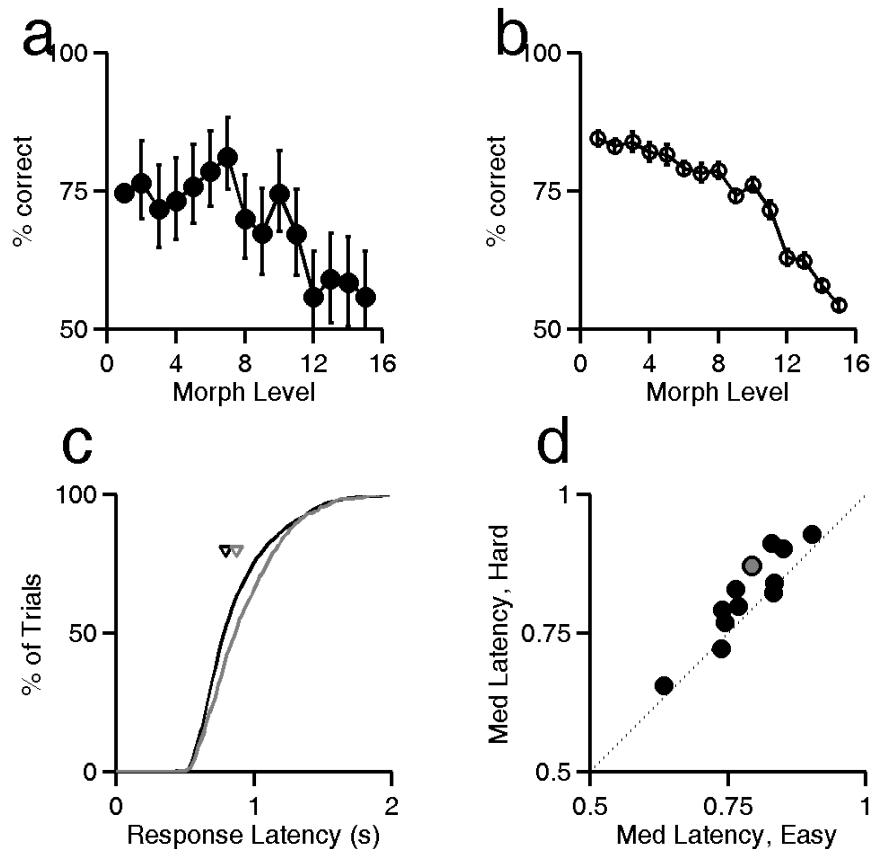 a
100
75
50
% correct
0 4 8 12 16
Morph Level
b
100
75
50
% correct
0 4 8 12 16
Morph Level
c
100
50
0
% of Trials
0 1 2
Response Latency (s)
d
1
0.75
0.5
Med Latency, Hard
0.5 0.75 1
Med Latency, Easy